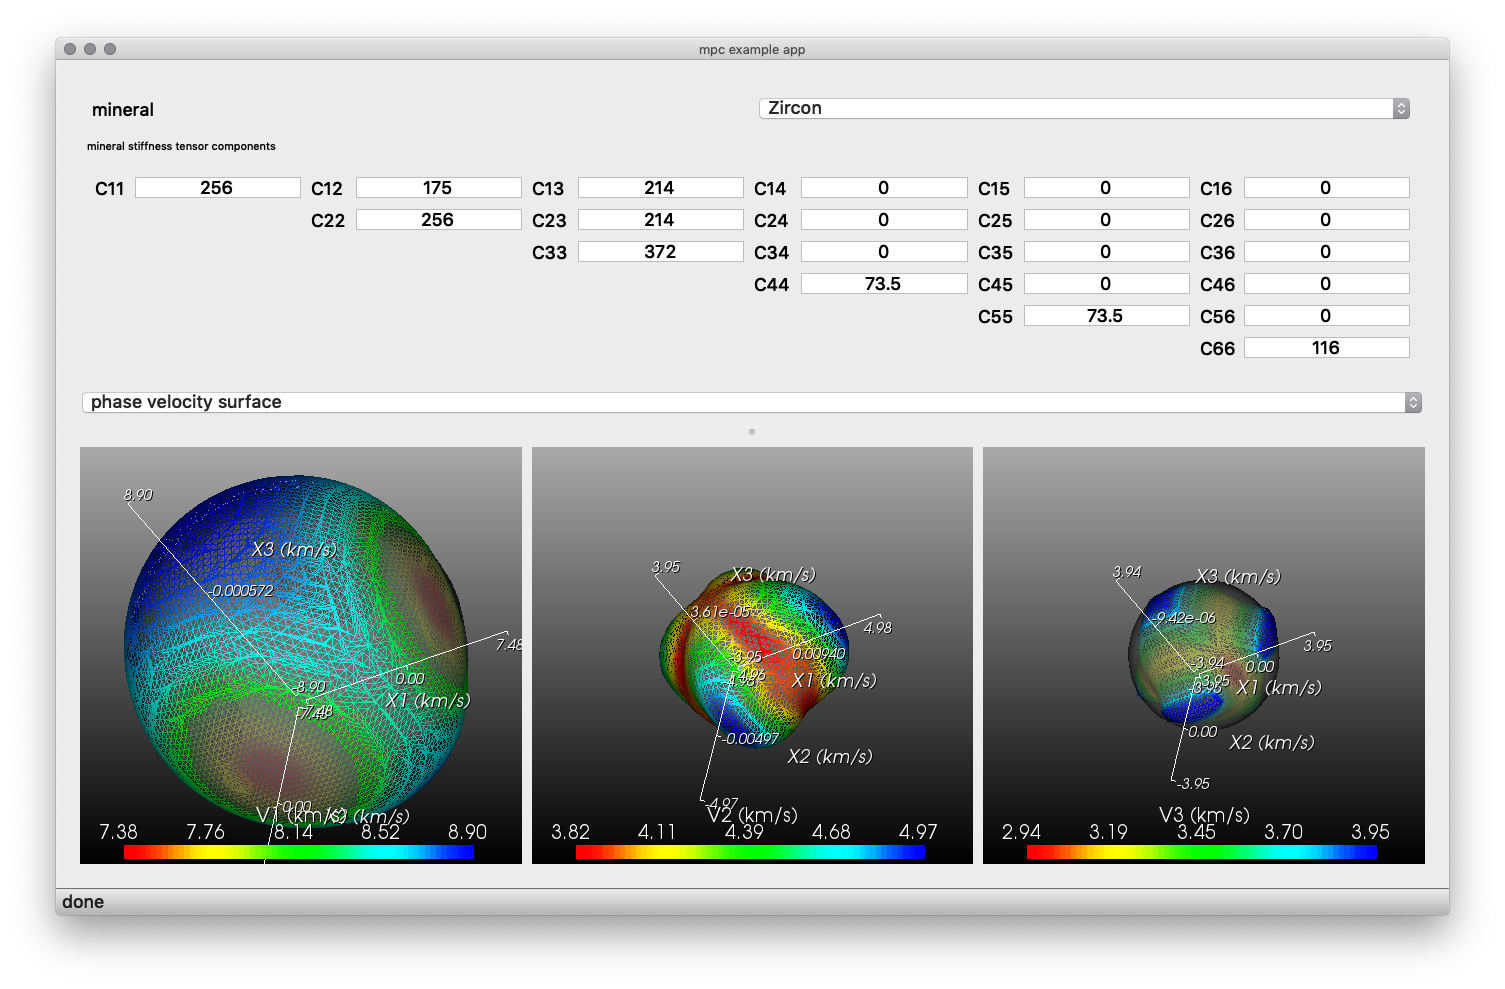 mpc example app
mineral
Zircon
mineral stiffness tensor components
C11 256 C12 175 C13 214 C14 0 C15 0 C16 0
C22 256 C23 214 C24 0 C25 0 C26 0
C33 372 C34 0 C35 0 C36 0
C44 73.5 C45 0 C46 0
C55 73.5 C56 0
C66 116
phase velocity surface
8.90
X3 (km/s)
-0.000572
7.48
0.00
-8.90
X1 (km/s)
-7.48
0.00
V1 (km/s)
7.38 7.76 8.14 8.52 8.90
3.95
X3 (km/s)
3.61e-05
4.98
0.00940
-3.95
X1 (km/s)
-0.00497
X2 (km/s)
-4.97
V2 (km/s)
3.82 4.11 4.39 4.68 4.97
3.94
X3 (km/s)
-9.42e-06
3.95
-3.94
0.00
-3.95
X1 (km/s)
0.00
X2 (km/s)
-3.95
V3 (km/s)
2.94 3.19 3.45 3.70 3.95
done